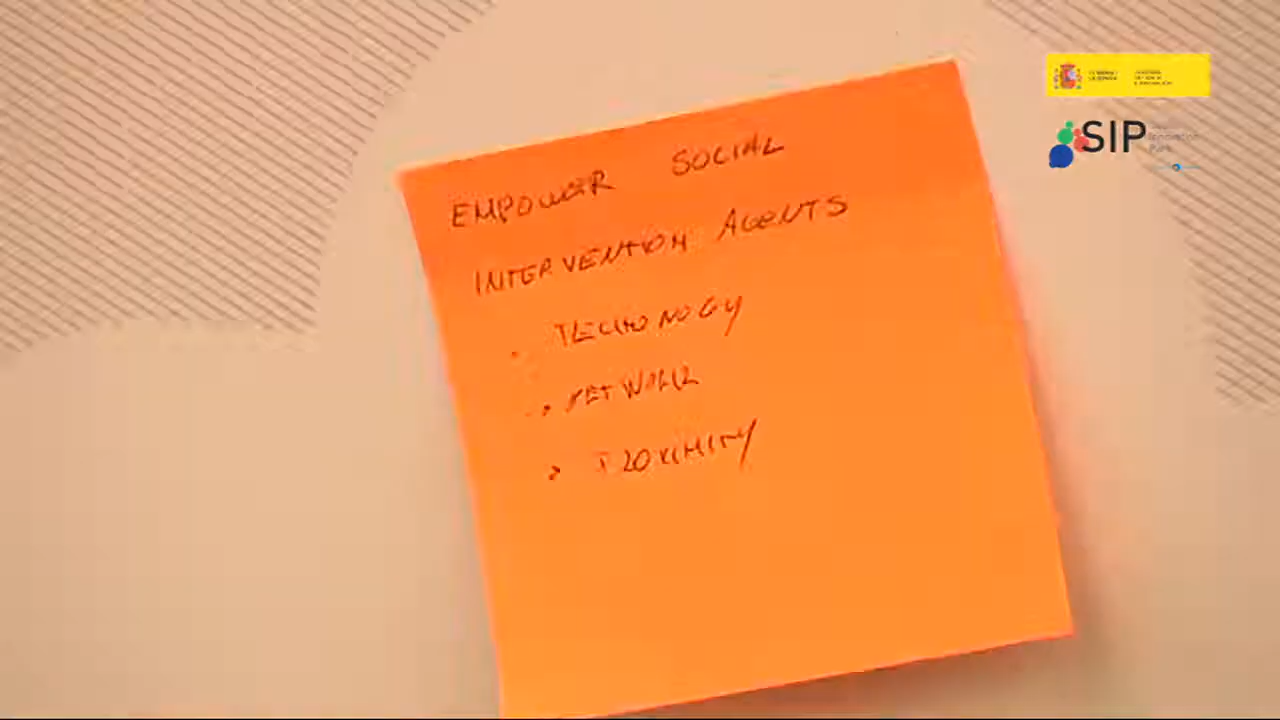 EMPOWER SOCIAL
INTERVENTION AGENTS
• TECHNOLOGY
• NETWORK
• PROXIMITY
SIP